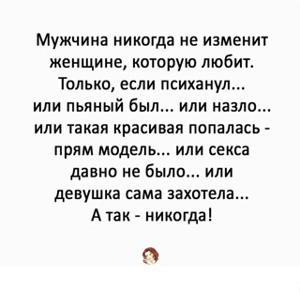 Мужчина никогда не изменит
женщине, которую любит.
Только, если психанул...
или пьяный был... или назло...
или такая красивая попалась -
прям модель... или секса
давно не было... или
девушка сама захотела...
А так - никогда!